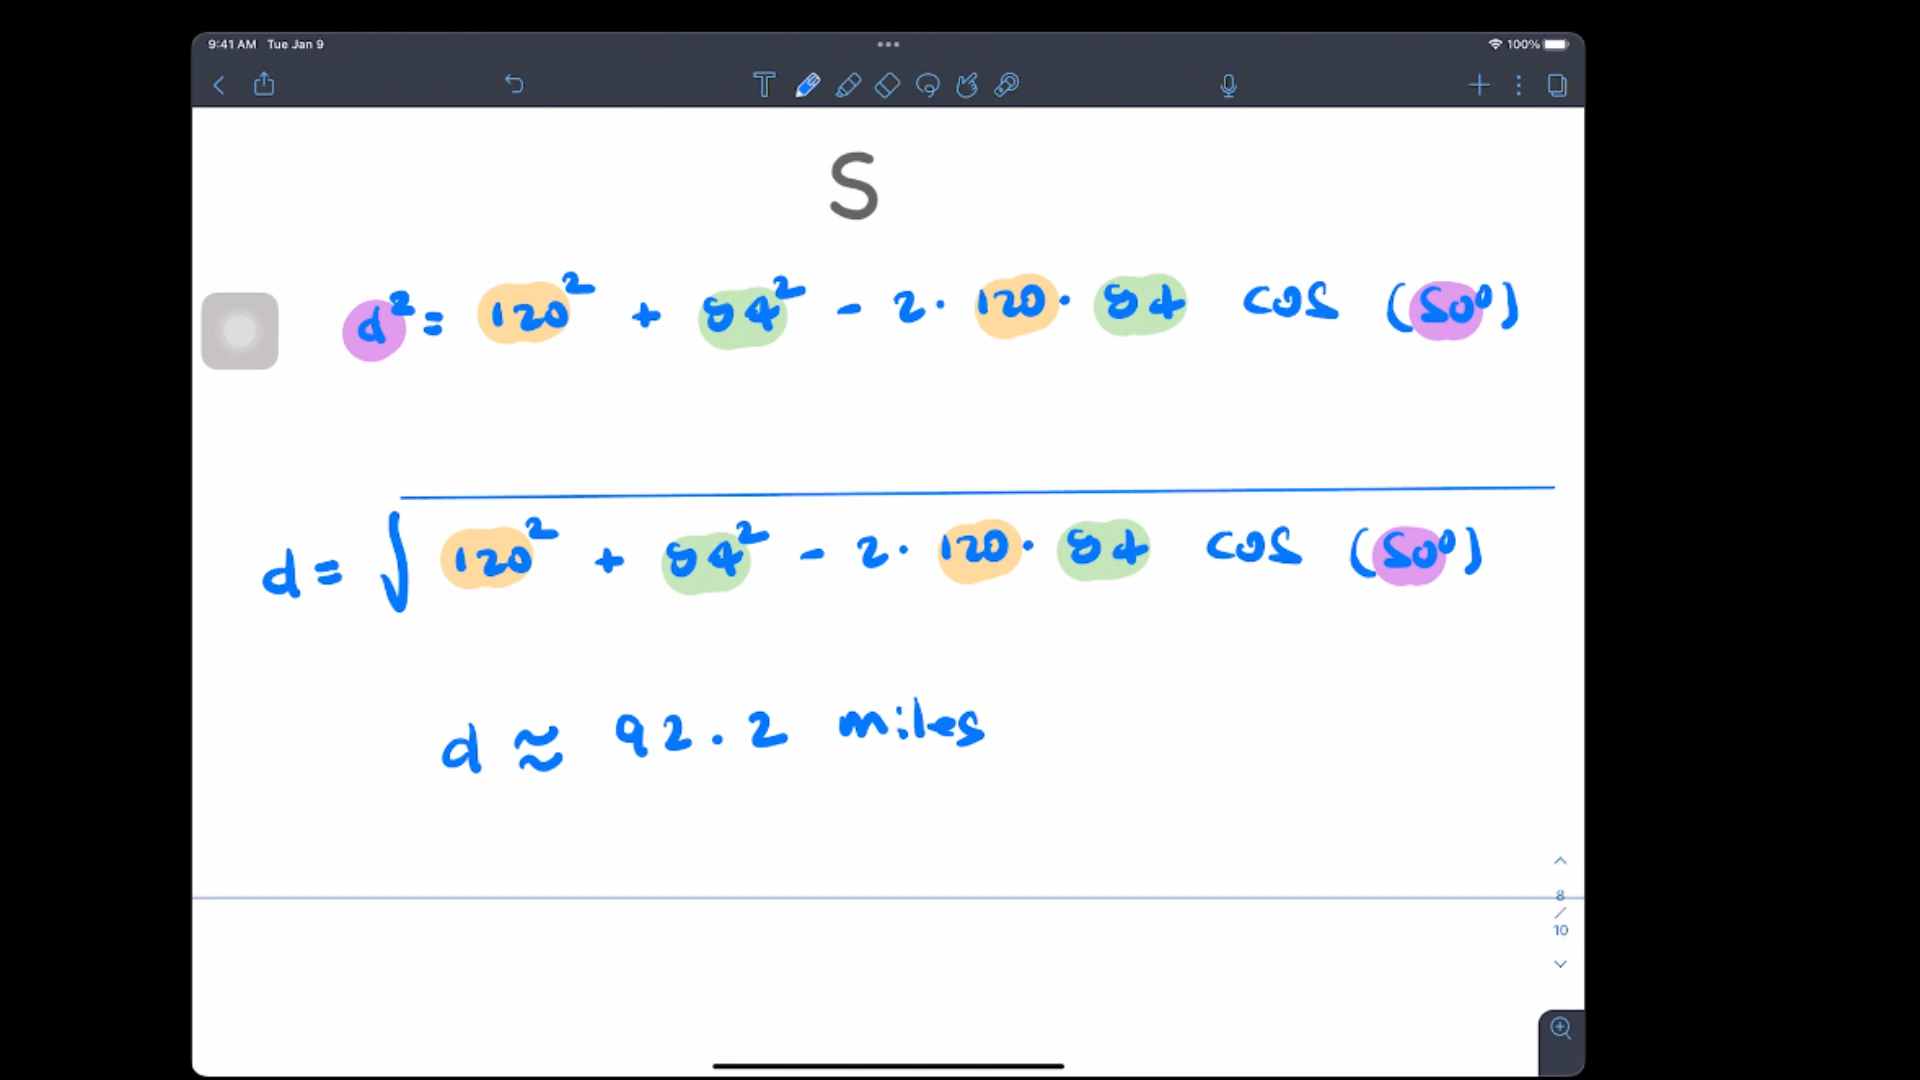 9:41 AM Tue Jan 9 100%
S
d² = 120² + 84² - 2 · 120 · 84 cos (50°)
d = √120² + 84² - 2 · 120 · 84 cos (50°)
d ≈ 92.2 miles
8
/
10